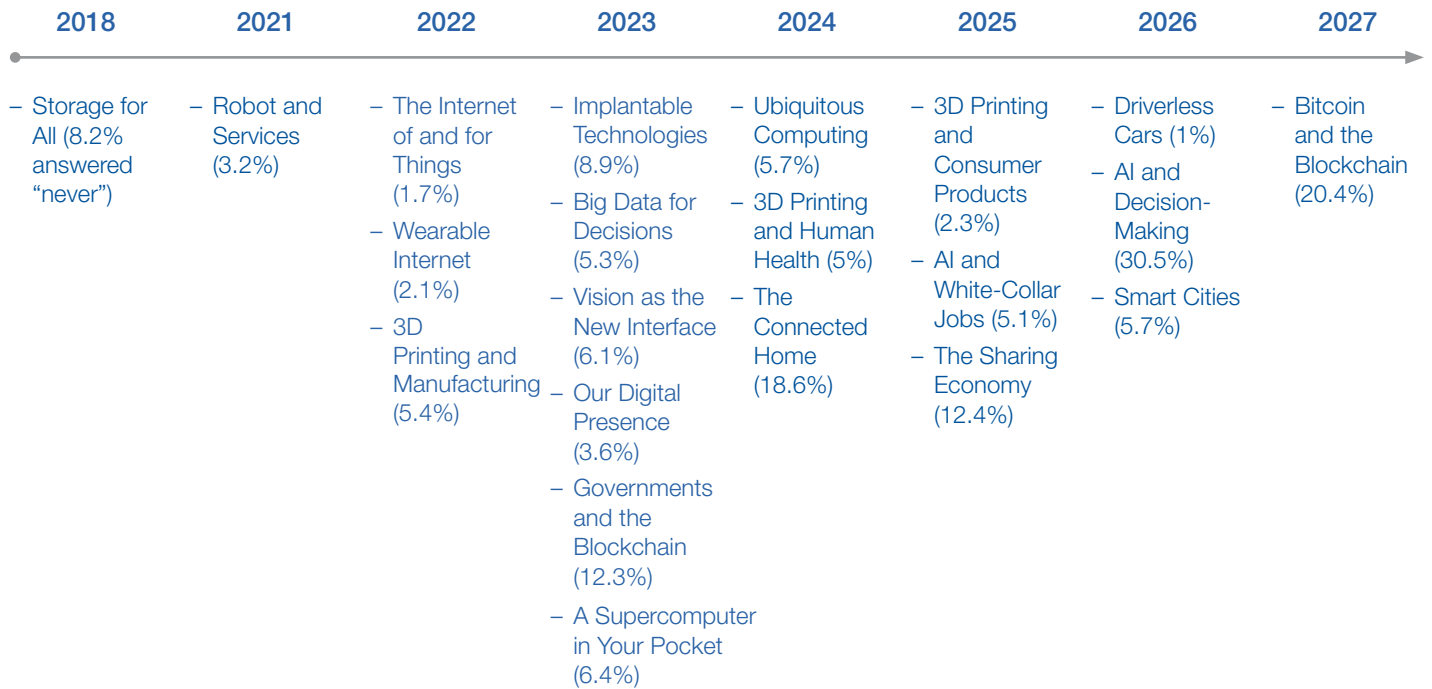 2018
2021
2022
2023
2024
2025
2026
2027
– Storage for
All (8.2%
answered
“never”)
– Robot and
Services
(3.2%)
– The Internet
of and for
Things
(1.7%)
– Wearable
Internet
(2.1%)
– 3D
Printing and
Manufacturing
(5.4%)
– Implantable
Technologies
(8.9%)
– Big Data for
Decisions
(5.3%)
– Vision as the
New Interface
(6.1%)
– Our Digital
Presence
(3.6%)
– Governments
and the
Blockchain
(12.3%)
– A Supercomputer
in Your Pocket
(6.4%)
– Ubiquitous
Computing
(5.7%)
– 3D Printing
and Human
Health (5%)
– The
Connected
Home
(18.6%)
– 3D Printing
and
Consumer
Products
(2.3%)
– AI and
White-Collar
Jobs (5.1%)
– The Sharing
Economy
(12.4%)
– Driverless
Cars (1%)
– AI and
Decision-
Making
(30.5%)
– Smart Cities
(5.7%)
– Bitcoin
and the
Blockchain
(20.4%)